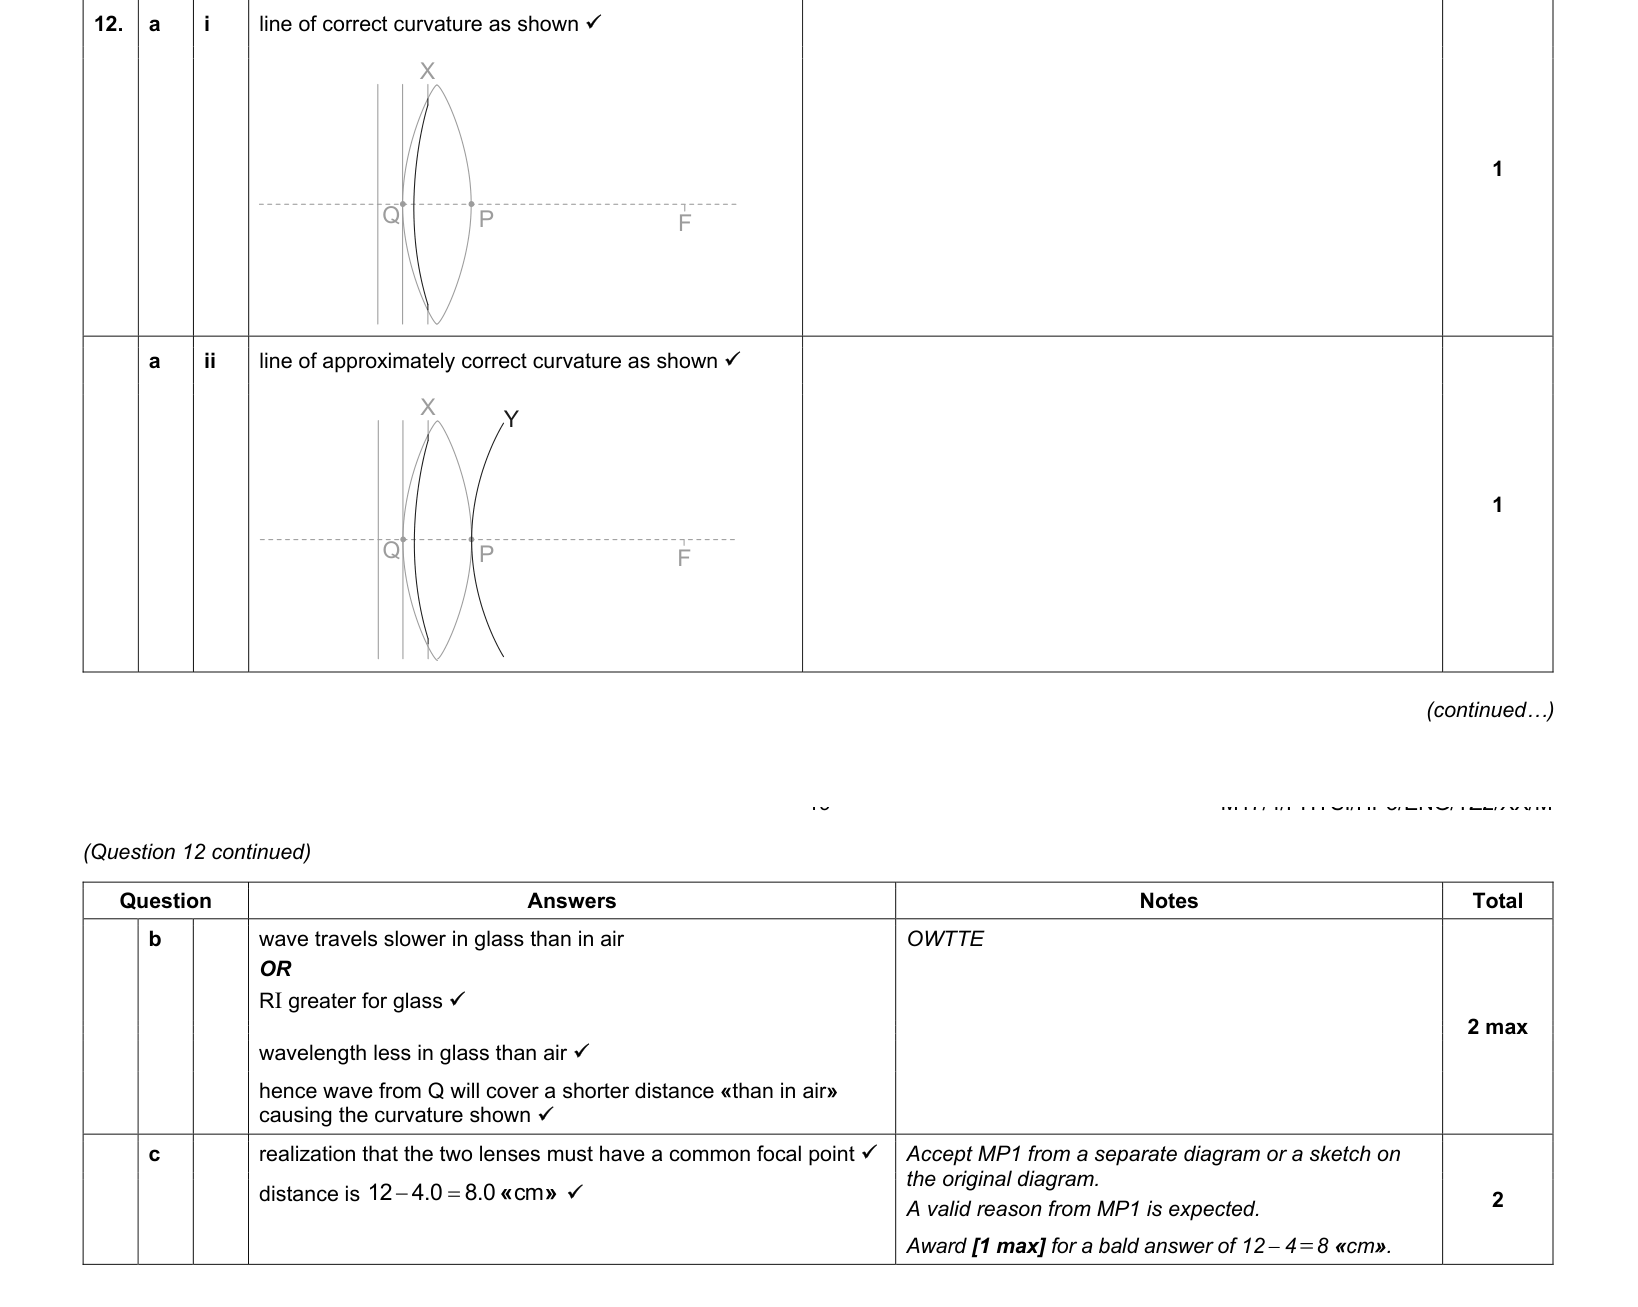 12. a i line of correct curvature as shown ✓
X
1
Q P F
a ii line of approximately correct curvature as shown ✓
X Y
1
Q P F
(continued…)
(Question 12 continued)
Question Answers Notes Total
b wave travels slower in glass than in air OWTTE
OR
RI greater for glass ✓
2 max
wavelength less in glass than air ✓
hence wave from Q will cover a shorter distance «than in air»
causing the curvature shown ✓
c realization that the two lenses must have a common focal point ✓ Accept MP1 from a separate diagram or a sketch on
the original diagram.
distance is 12 – 4.0 = 8.0 «cm» ✓
2
A valid reason from MP1 is expected.
Award [1 max] for a bald answer of 12 – 4 = 8 «cm».